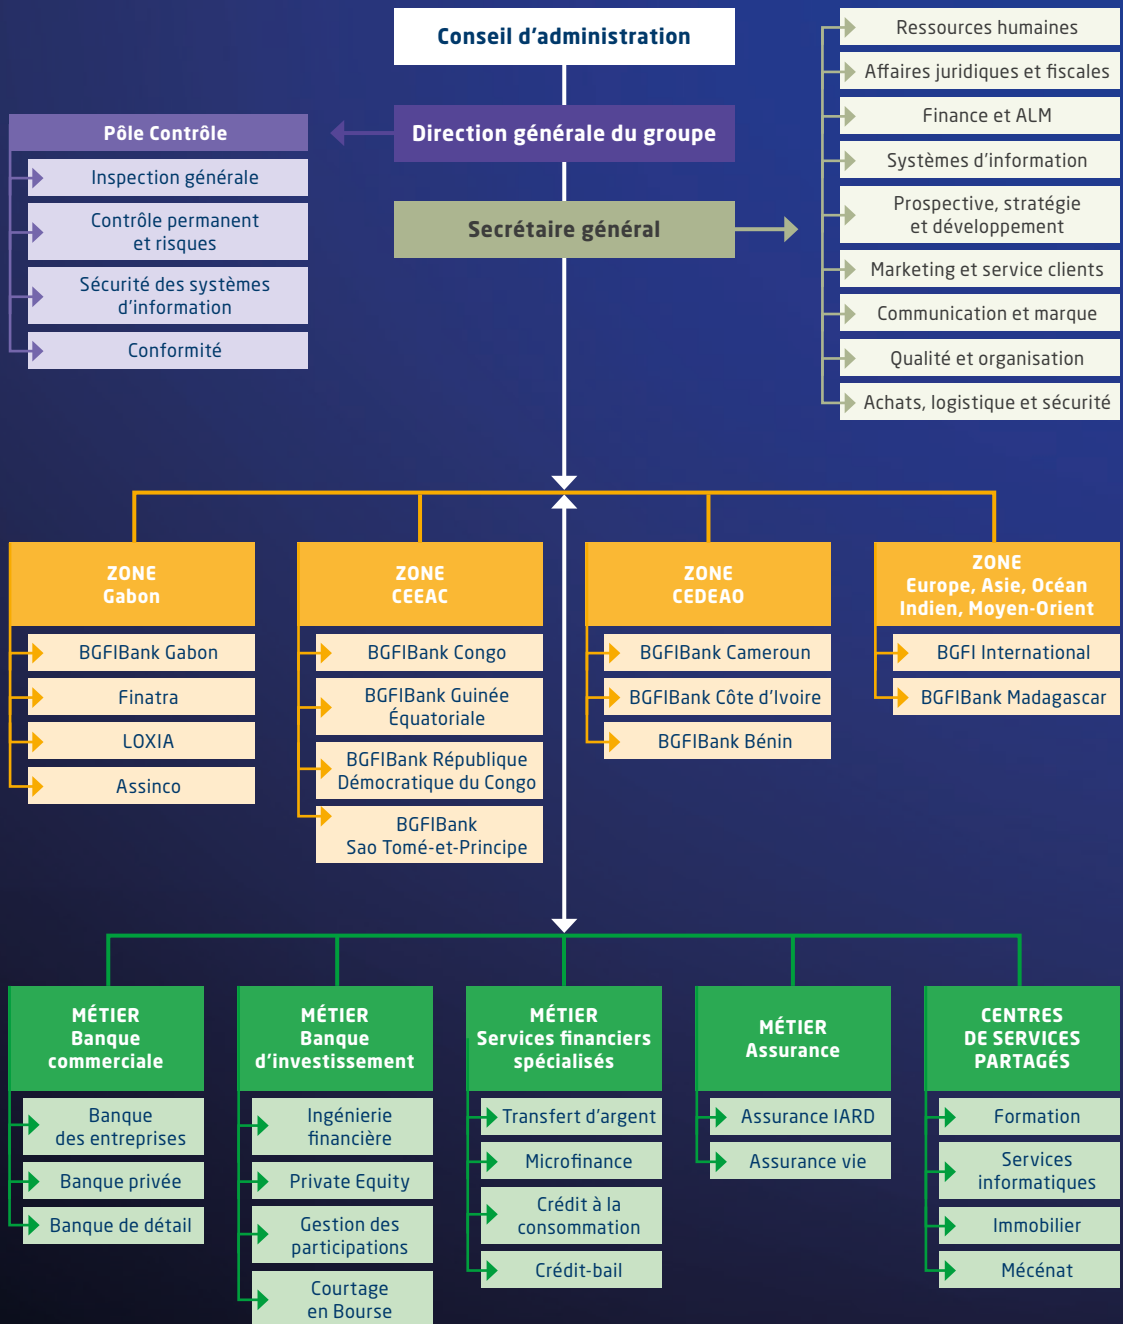 Conseil d'administration
Direction générale du groupe
Secrétaire général
Pôle Contrôle
Inspection générale
Contrôle permanent
et risques
Sécurité des systèmes
d'information
Conformité
Ressources humaines
Affaires juridiques et fiscales
Finance et ALM
Systèmes d'information
Prospective, stratégie
et développement
Marketing et service clients
Communication et marque
Qualité et organisation
Achats, logistique et sécurité
ZONE
Gabon
BGFIBank Gabon
Finatra
LOXIA
Assinco
ZONE
CEEAC
BGFIBank Congo
BGFIBank Guinée
Équatoriale
BGFIBank République
Démocratique du Congo
BGFIBank
Sao Tomé-et-Principe
ZONE
CEDEAO
BGFIBank Cameroun
BGFIBank Côte d'Ivoire
BGFIBank Bénin
ZONE
Europe, Asie, Océan
Indien, Moyen-Orient
BGFI International
BGFIBank Madagascar
MÉTIER
Banque
commerciale
Banque
des entreprises
Banque privée
Banque de détail
MÉTIER
Banque
d'investissement
Ingénierie
financière
Private Equity
Gestion des
participations
Courtage
en Bourse
MÉTIER
Services financiers
spécialisés
Transfert d'argent
Microfinance
Crédit à la
consommation
Crédit-bail
MÉTIER
Assurance
Assurance IARD
Assurance vie
CENTRES
DE SERVICES
PARTAGÉS
Formation
Services
informatiques
Immobilier
Mécénat